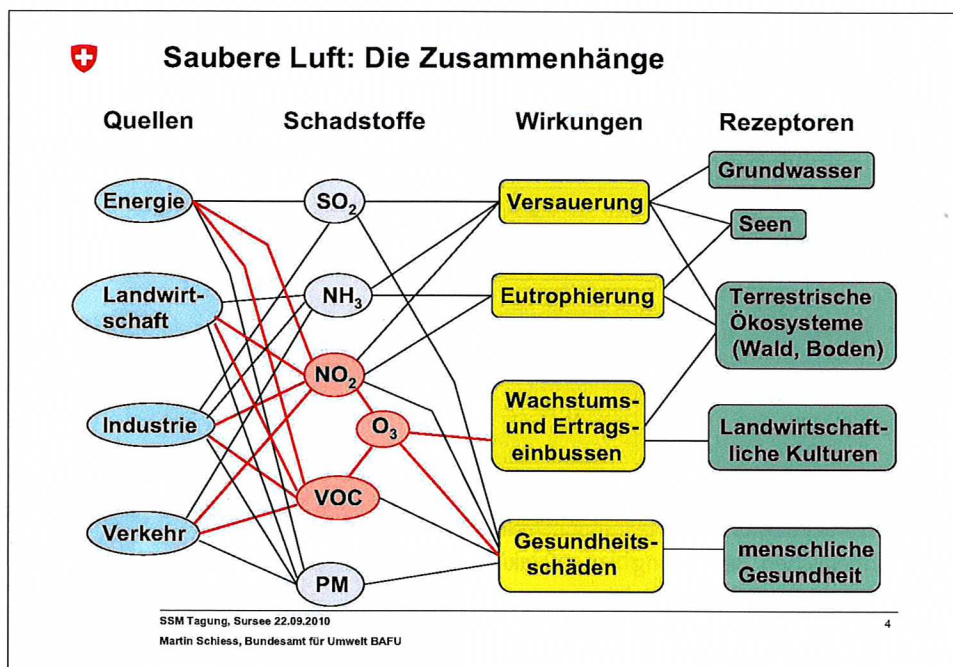 Saubere Luft: Die Zusammenhänge
Quellen
Schadstoffe
Wirkungen
Rezeptoren
Energie
Landwirt-
schaft
Industrie
Verkehr
SO₂
NH₃
NO₂
O₃
VOC
PM
Versauerung
Eutrophierung
Wachstums-
und Ertrags-
einbussen
Gesundheits-
schäden
Grundwasser
Seen
Terrestrische
Ökosysteme
(Wald, Boden)
Landwirtschaft-
liche Kulturen
menschliche
Gesundheit
SSM Tagung, Sursee 22.09.2010
Martin Schiess, Bundesamt für Umwelt BAFU
4